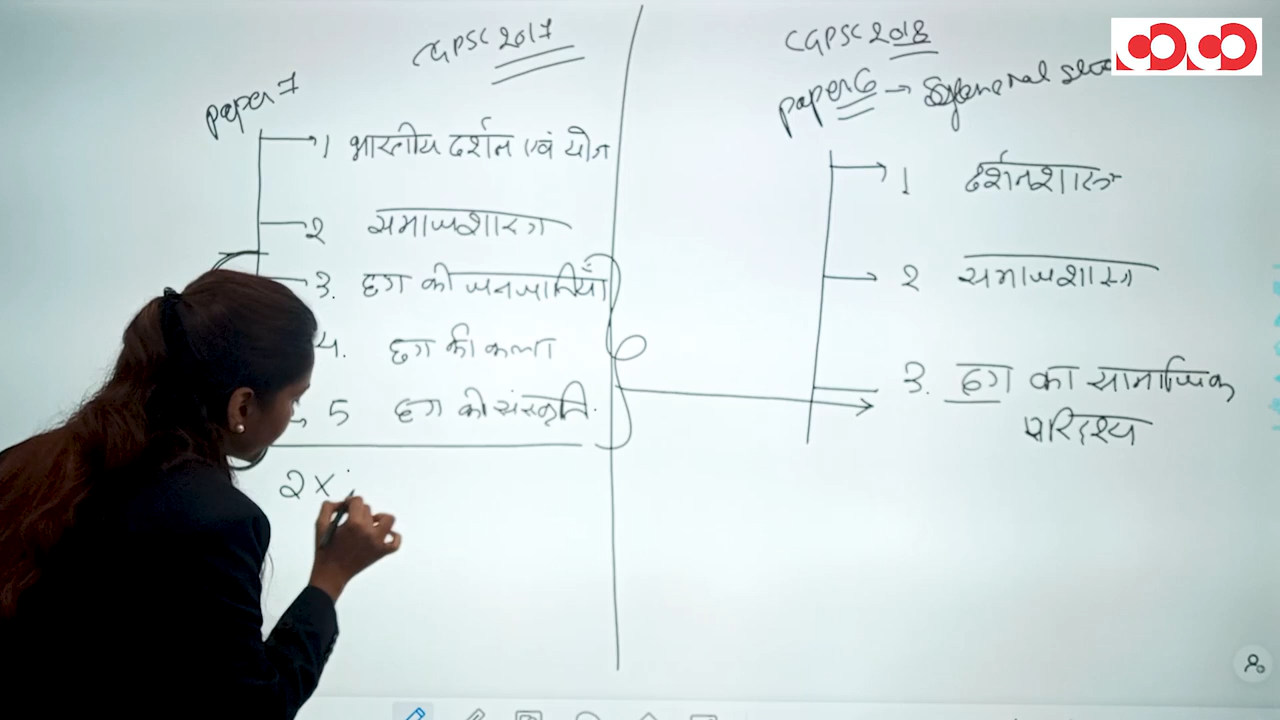 CGPSC 2017
paper 7
1 भारतीय दर्शन एवं योग
2 समाजशास्त्र
3. छग की जनजातियाँ
4. छग की कला
5 छग की संस्कृति.
2 x
CGPSC 2018
paper 6 → General
1 दर्शनशास्त्र
2 समाजशास्त्र
3. छग का सामाजिक
परिदृश्य